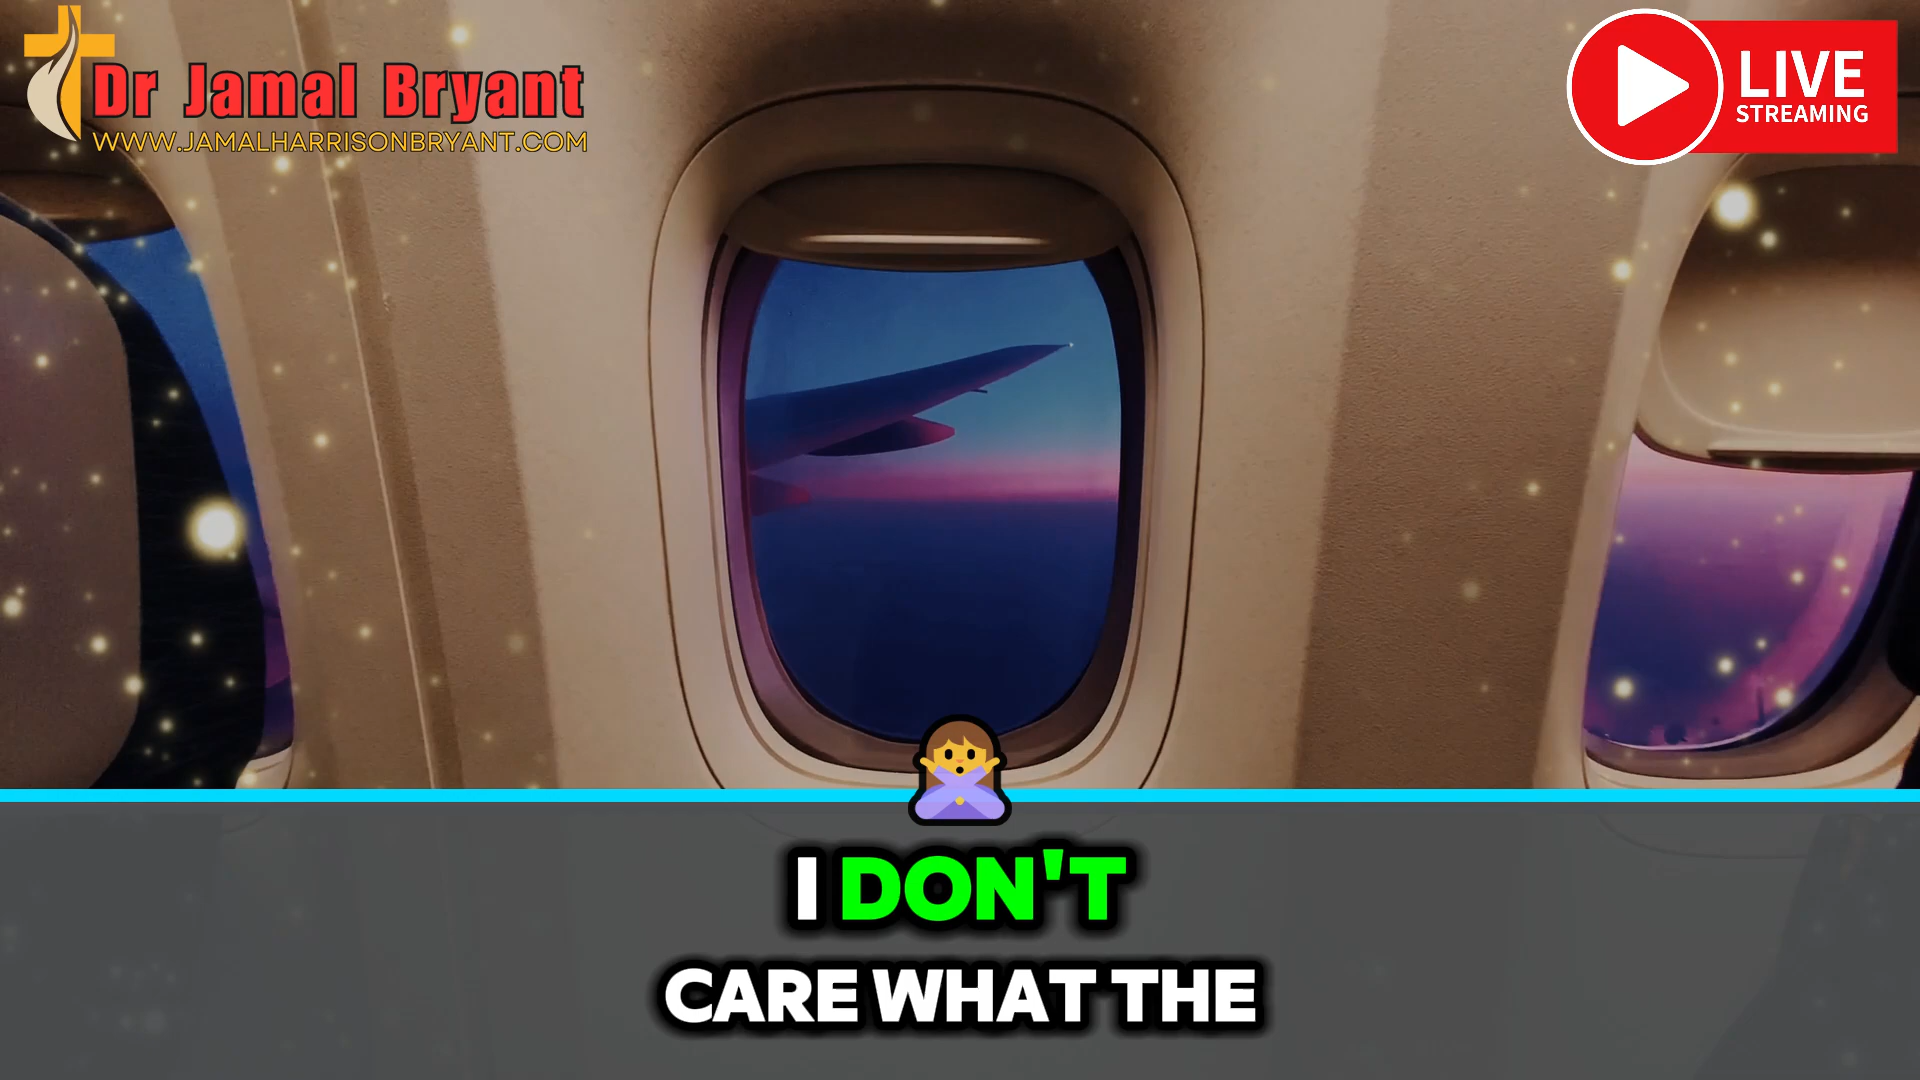 Dr Jamal Bryant
WWW.JAMALHARRISONBRYANT.COM
LIVE
STREAMING
I DON'T
CARE WHAT THE